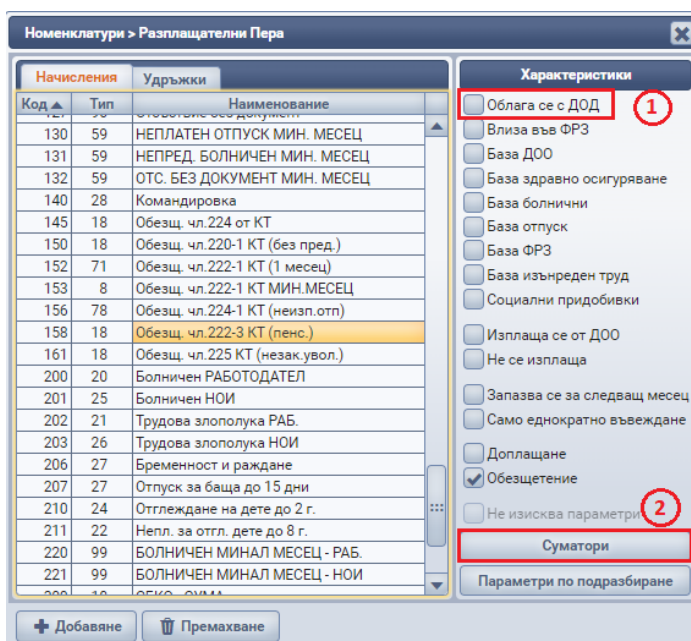 Номенклатури > Разплащателни Пера
Начисления Удръжки
Код Тип Наименование
130 59 НЕПЛАТЕН ОТПУСК МИН. МЕСЕЦ
131 59 НЕПРЕД. БОЛНИЧЕН МИН. МЕСЕЦ
132 59 ОТС. БЕЗ ДОКУМЕНТ МИН. МЕСЕЦ
140 28 Командировка
145 18 Обезщ. чл.224 от КТ
150 18 Обезщ. чл.220-1 КТ (без пред.)
152 71 Обезщ. чл.222-1 КТ (1 месец)
153 8 Обезщ. чл.222-1 КТ МИН.МЕСЕЦ
156 78 Обезщ. чл.224-1 КТ (неизп.отп)
158 18 Обезщ. чл.222-3 КТ (пенс.)
161 18 Обезщ. чл.225 КТ (незак.увол.)
200 20 Болничен РАБОТОДАТЕЛ
201 25 Болничен НОИ
202 21 Трудова злополука РАБ.
203 26 Трудова злополука НОИ
206 27 Бременност и раждане
207 27 Отпуск за баща до 15 дни
210 24 Отглеждане на дете до 2 г.
211 22 Непл. за отгл. дете до 8 г.
220 99 БОЛНИЧЕН МИНАЛ МЕСЕЦ - РАБ.
221 99 БОЛНИЧЕН МИНАЛ МЕСЕЦ - НОИ
Добавяне Премахване
Характеристики
Облага се с ДОД 1
Влиза във ФРЗ
База ДОО
База здравно осигуряване
База болнични
База отпуск
База ФРЗ
База извънреден труд
Социални придобивки
Изплаща се от ДОО
Не се изплаща
Запазва се за следващ месец
Само еднократно въвеждане
Доплащане
Обезщетение
Не изисква параметри 2
Суматори
Параметри по подразбиране